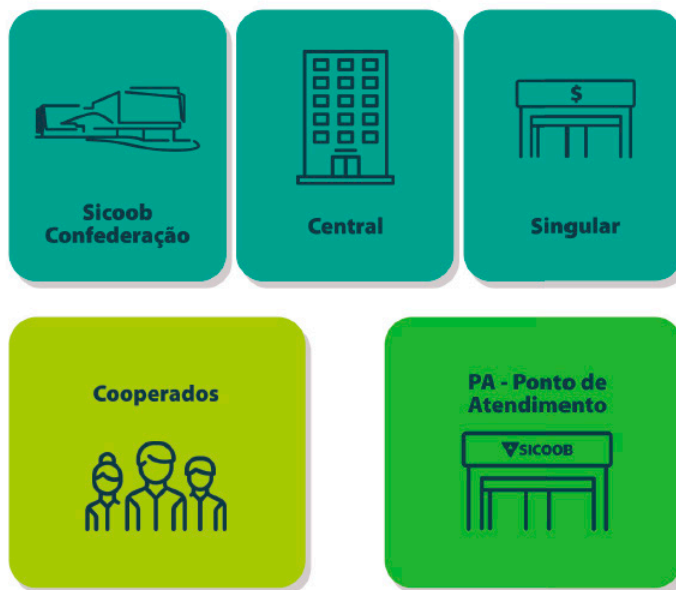 Sicoob
Confederação
Central
$
Singular
Cooperados
PA - Ponto de
Atendimento
SICOOB